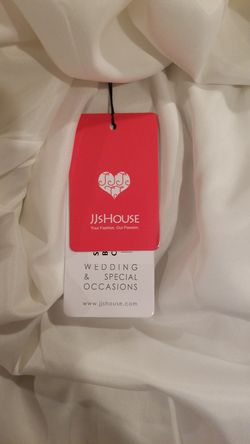 JJsHouse
Your Fashion, Our Passion.
WEDDING
& SPECIAL
OCCASIONS
www.jjshouse.com